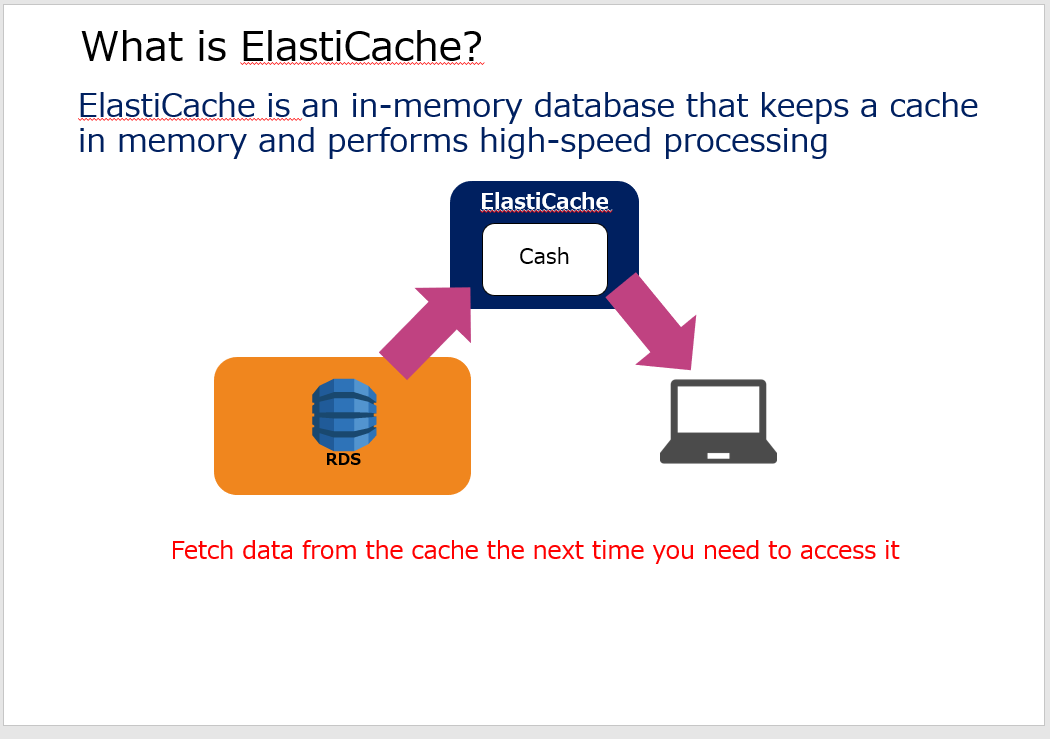 What is ElastiCache?
ElastiCache is an in-memory database that keeps a cache
in memory and performs high-speed processing
ElastiCache
Cash
RDS
Fetch data from the cache the next time you need to access it